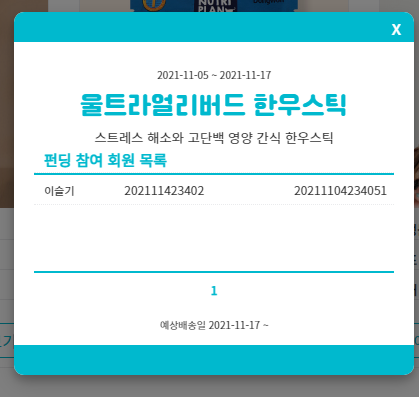 NUTRI
PLAN
X
2021-11-05 ~ 2021-11-17
울트라얼리버드 한우스틱
스트레스 해소와 고단백 영양 간식 한우스틱
펀딩 참여 회원 목록
이슬기 202111423402 20211104234051
1
예상배송일 2021-11-17 ~